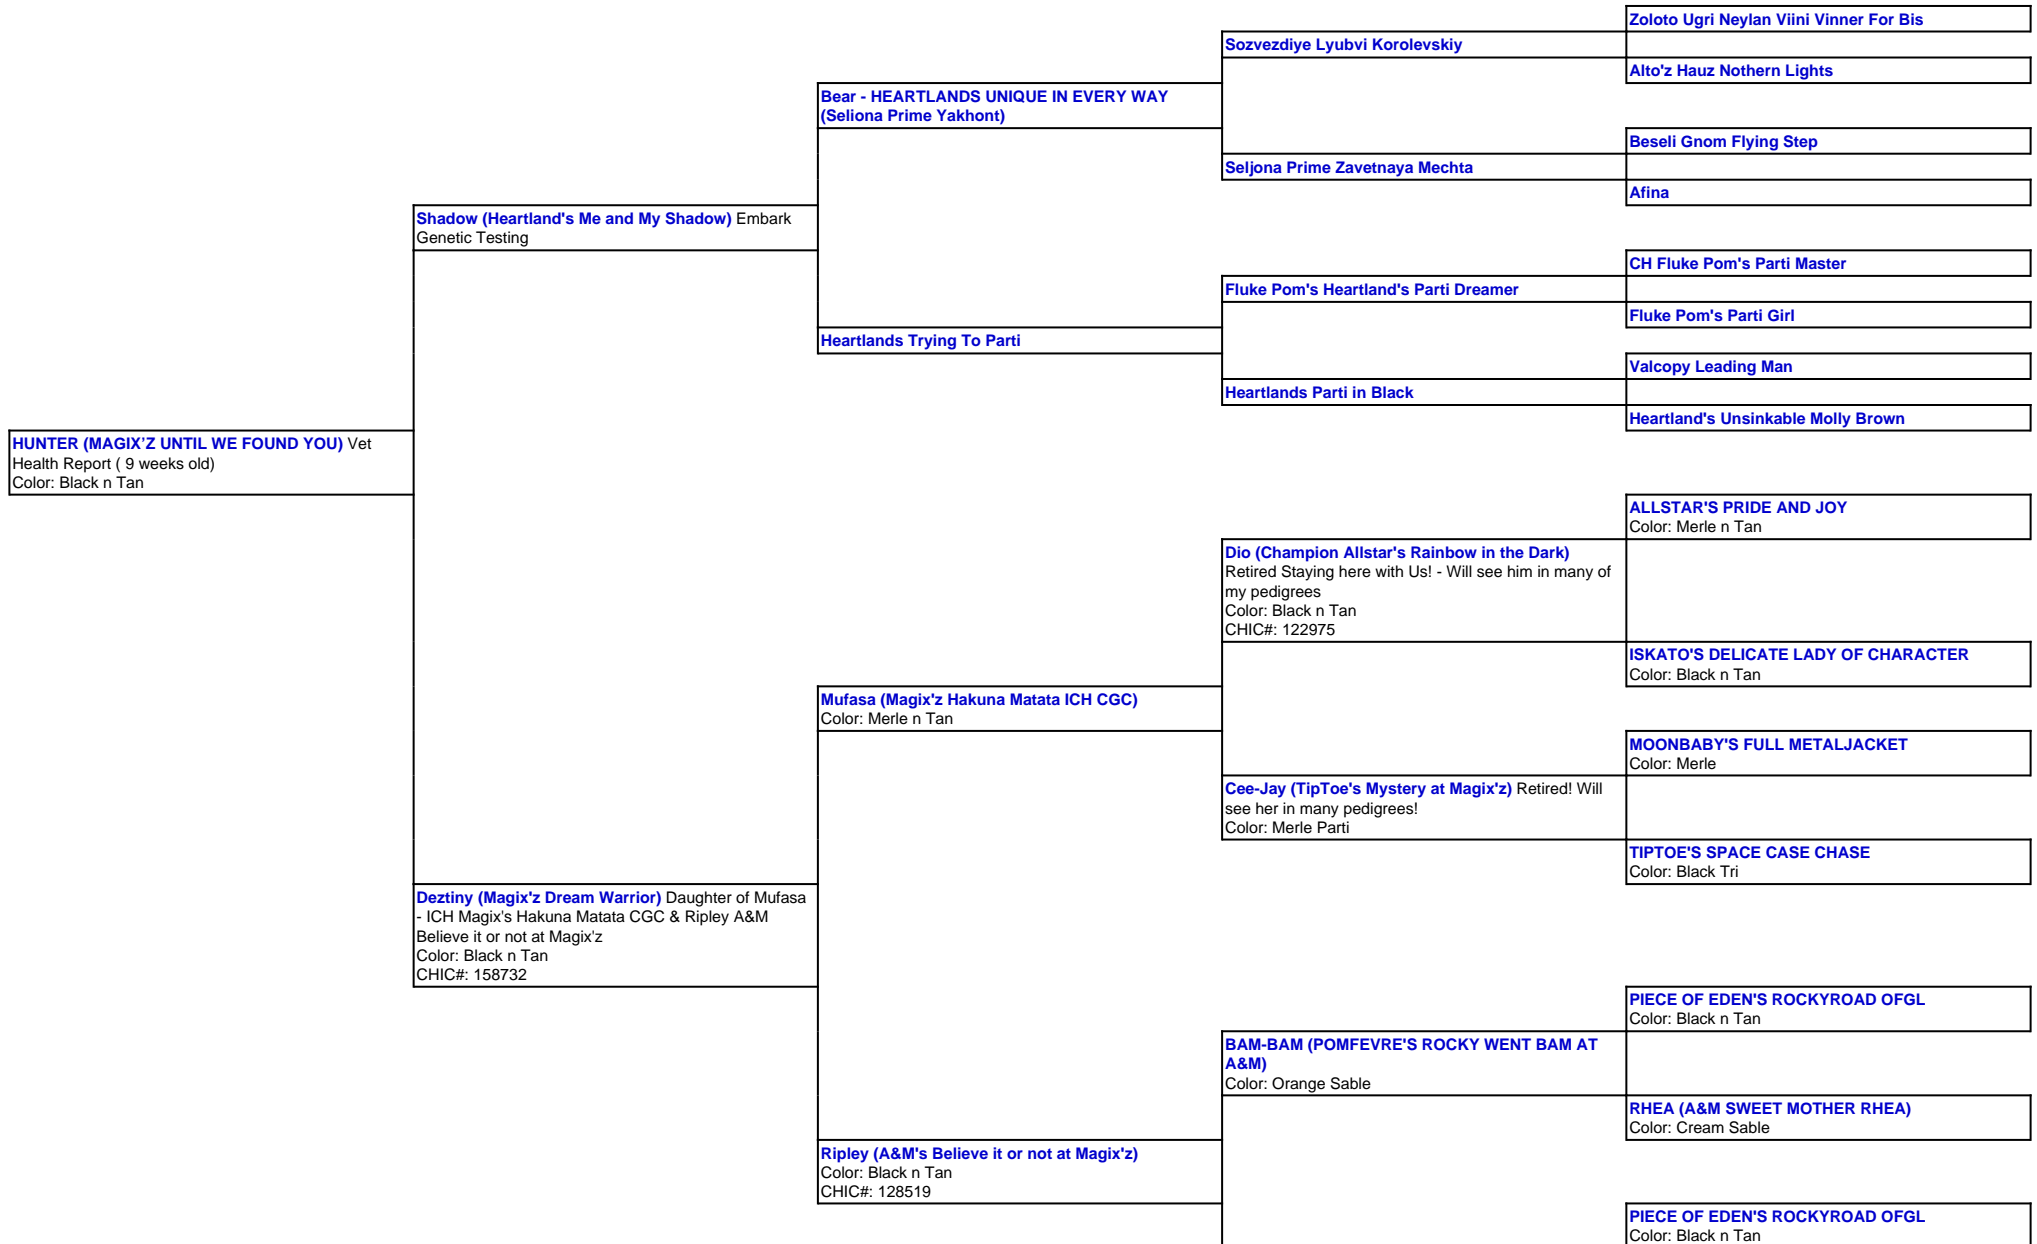 Zoloto Ugri Neylan Viini Vinner For Bis
Sozvezdiye Lyubvi Korolevskiy
Alto'z Hauz Nothern Lights
Bear - HEARTLANDS UNIQUE IN EVERY WAY
(Seliona Prime Yakhont)
Beseli Gnom Flying Step
Seljona Prime Zavetnaya Mechta
Afina
Shadow (Heartland's Me and My Shadow) Embark
Genetic Testing
CH Fluke Pom's Parti Master
Fluke Pom's Heartland's Parti Dreamer
Fluke Pom's Parti Girl
Heartlands Trying To Parti
Valcopy Leading Man
Heartlands Parti in Black
Heartland's Unsinkable Molly Brown
HUNTER (MAGIX’Z UNTIL WE FOUND YOU) Vet
Health Report ( 9 weeks old)
Color: Black n Tan
ALLSTAR'S PRIDE AND JOY
Color: Merle n Tan
Dio (Champion Allstar's Rainbow in the Dark)
Retired Staying here with Us! - Will see him in many of
my pedigrees
Color: Black n Tan
CHIC#: 122975
ISKATO'S DELICATE LADY OF CHARACTER
Color: Black n Tan
Mufasa (Magix'z Hakuna Matata ICH CGC)
Color: Merle n Tan
MOONBABY'S FULL METALJACKET
Color: Merle
Cee-Jay (TipToe's Mystery at Magix'z) Retired! Will
see her in many pedigrees!
Color: Merle Parti
TIPTOE'S SPACE CASE CHASE
Color: Black Tri
Deztiny (Magix'z Dream Warrior) Daughter of Mufasa
- ICH Magix's Hakuna Matata CGC & Ripley A&M
Believe it or not at Magix'z
Color: Black n Tan
CHIC#: 158732
PIECE OF EDEN'S ROCKYROAD OFGL
Color: Black n Tan
BAM-BAM (POMFEVRE'S ROCKY WENT BAM AT
A&M)
Color: Orange Sable
RHEA (A&M SWEET MOTHER RHEA)
Color: Cream Sable
Ripley (A&M's Believe it or not at Magix'z)
Color: Black n Tan
CHIC#: 128519
PIECE OF EDEN'S ROCKYROAD OFGL
Color: Black n Tan